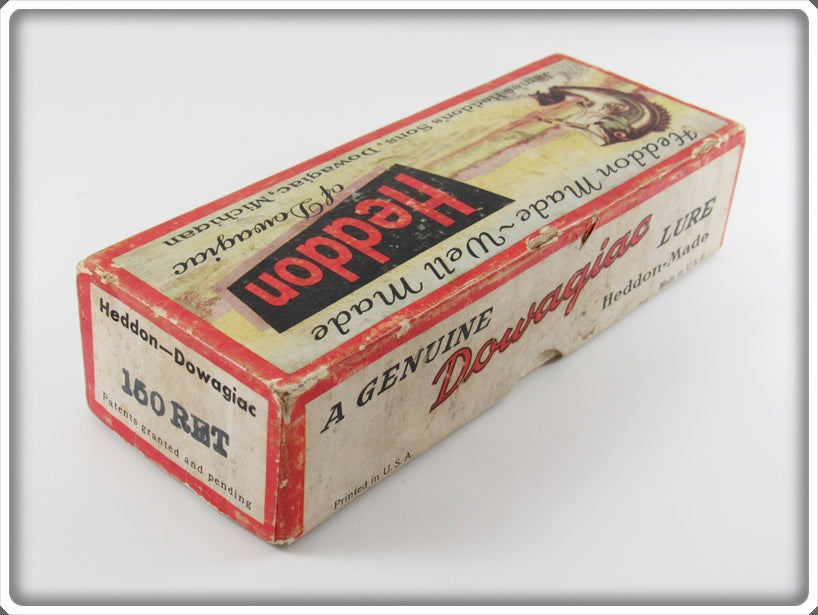 James Heddon's Sons, Dowagiac, Michigan
Heddon
of Dowagiac
Heddon Made ~ Well Made
Heddon—Dowagiac
150 RET
Patents granted and pending
A GENUINE
Dowagiac
LURE
Heddon-Made
Made in U.S.A.
Printed in U.S.A.